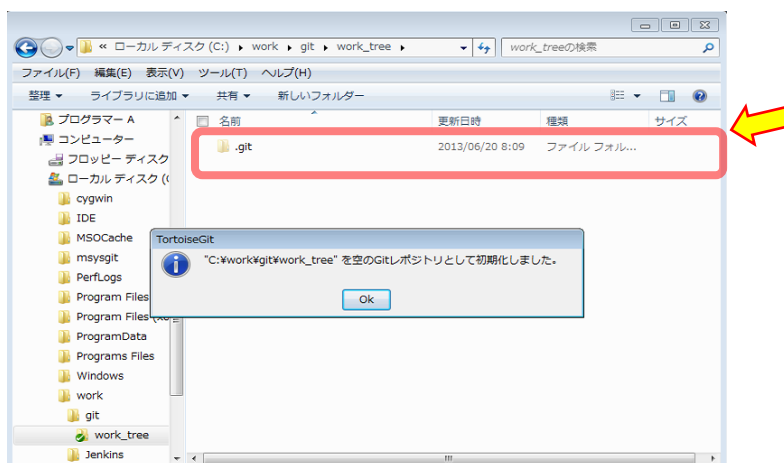 « ローカル ディスク (C:) ▸ work ▸ git ▸ work_tree ▸
work_treeの検索
ファイル(F) 編集(E) 表示(V) ツール(T) ヘルプ(H)
整理 ▼ ライブラリに追加 ▼ 共有 ▼ 新しいフォルダー
名前 更新日時 種類 サイズ
.git 2013/06/20 8:09 ファイル フォル...
プログラマー A
コンピューター
フロッピー ディスク
ローカル ディスク (
cygwin
IDE
MSOCache
msysgit
PerfLogs
Program Files
Program Files
ProgramData
Programs Files
Windows
work
git
work_tree
Jenkins
TortoiseGit
"C:¥work¥git¥work_tree" を空のGitレポジトリとして初期化しました。
Ok